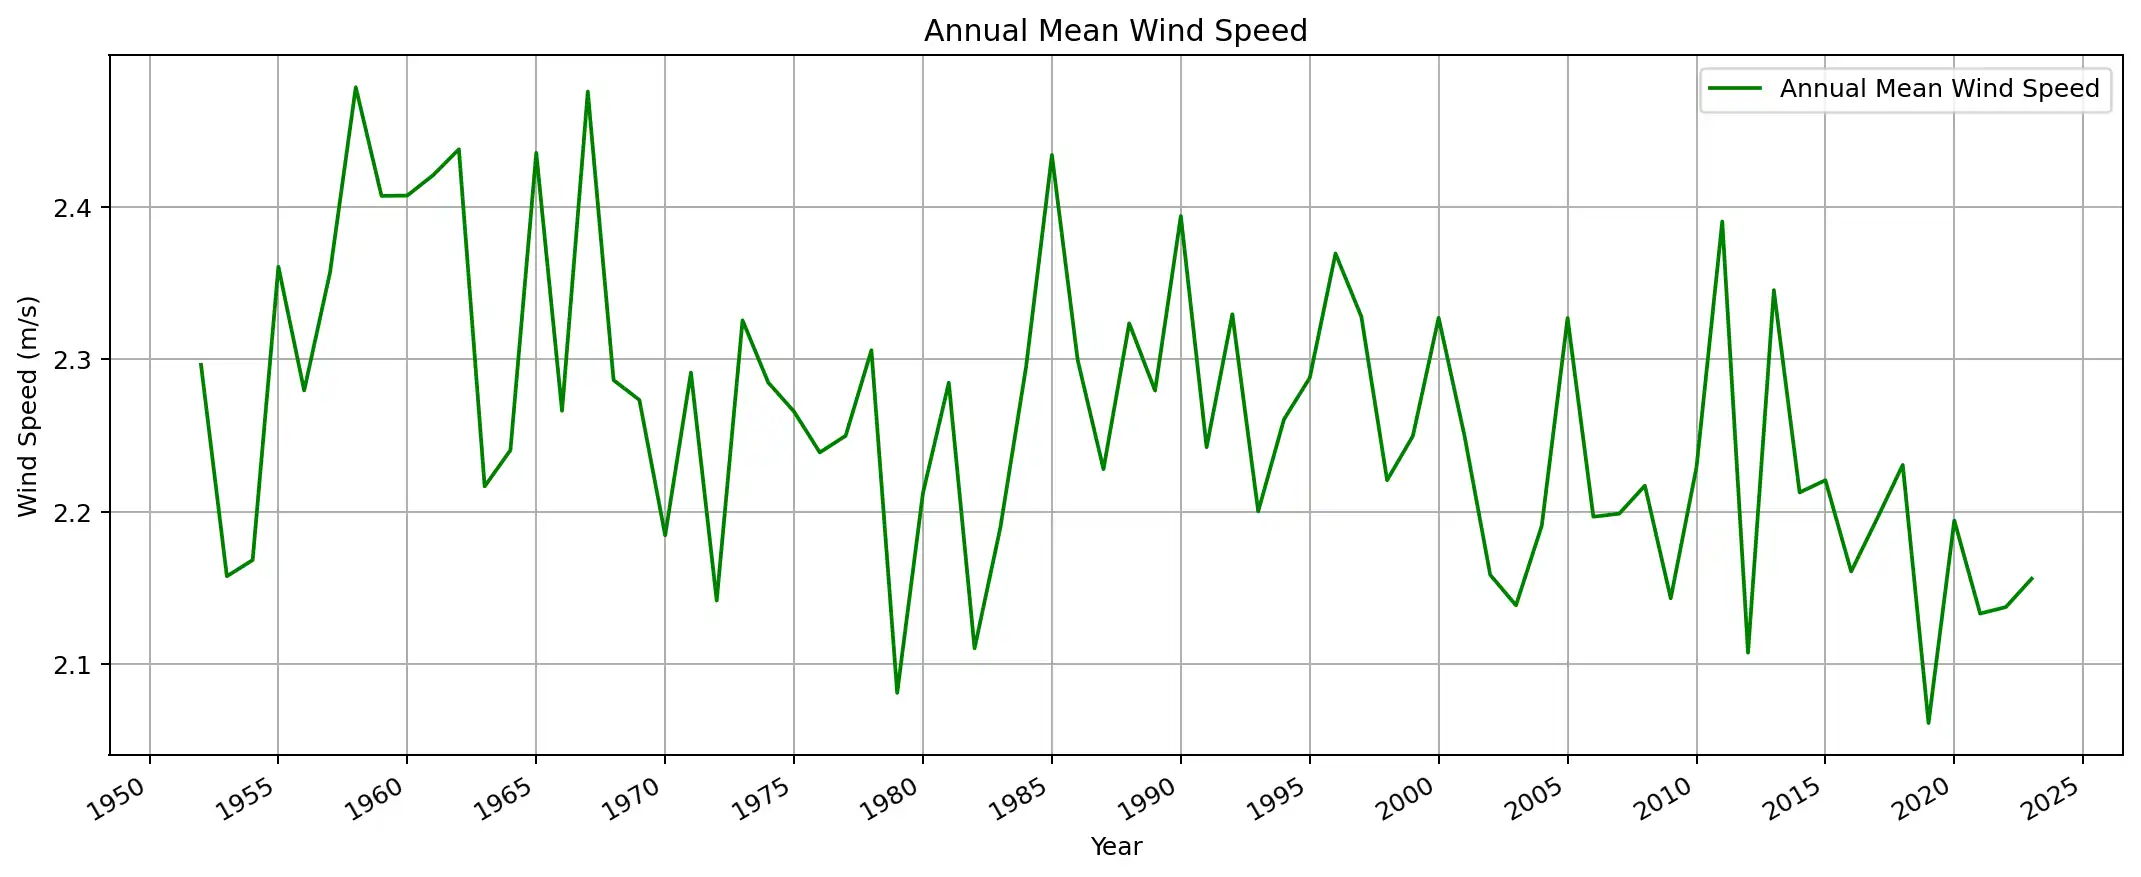 Annual Mean Wind Speed
Annual Mean Wind Speed
2.4
2.3
2.2
2.1
Wind Speed (m/s)
1950 1955 1960 1965 1970 1975 1980 1985 1990 1995 2000 2005 2010 2015 2020 2025
Year